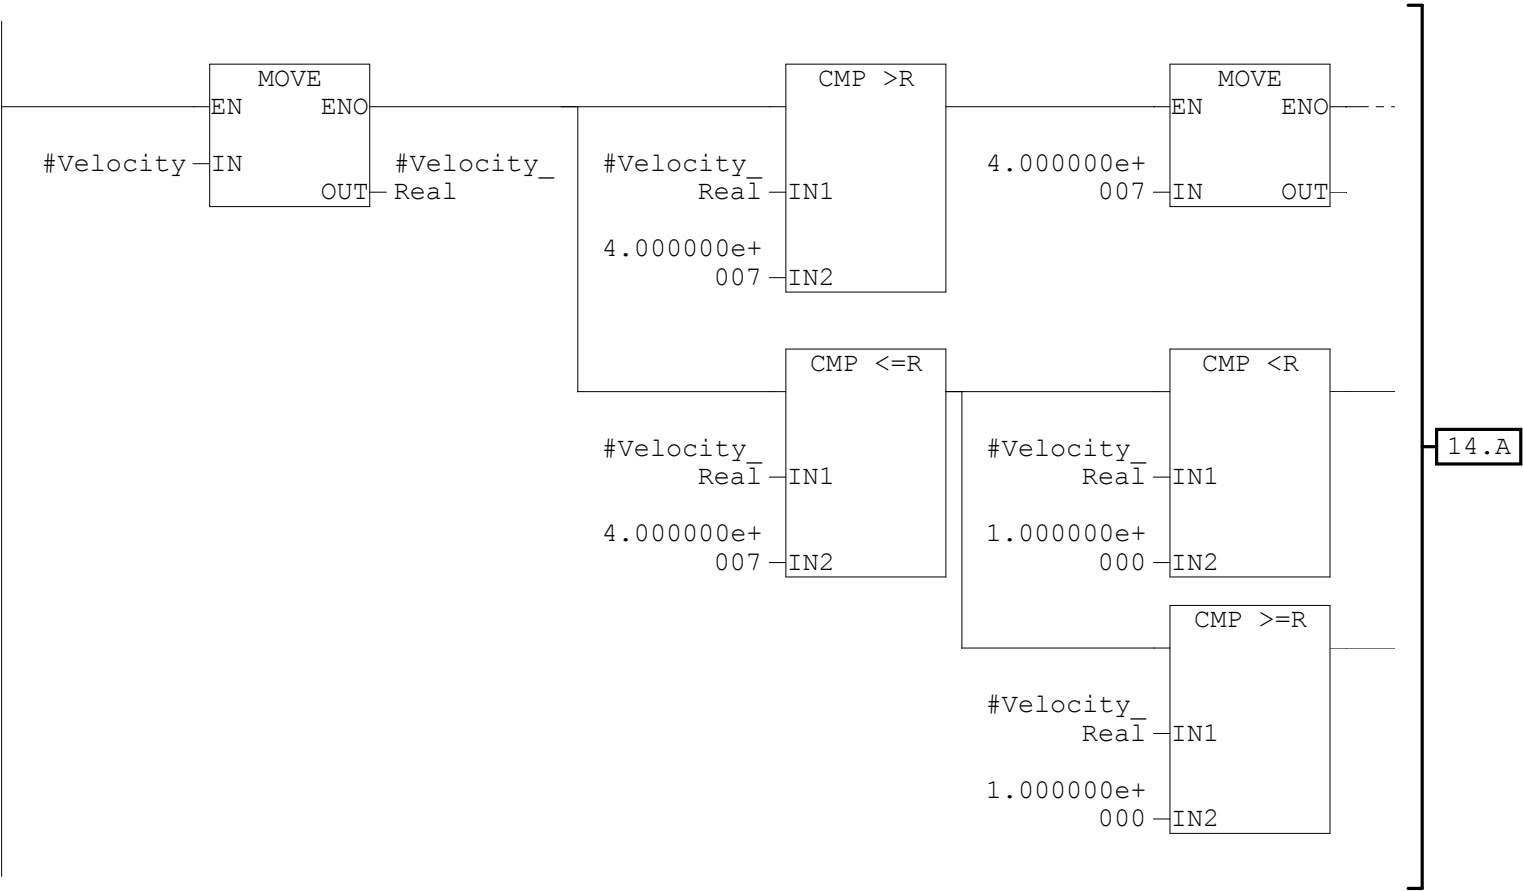 MOVE
EN ENO
#Velocity IN
OUT
#Velocity_
Real
CMP >R
#Velocity_
Real IN1
4.000000e+
007 IN2
MOVE
EN ENO
4.000000e+
007 IN OUT
CMP <=R
#Velocity_
Real IN1
4.000000e+
007 IN2
CMP <R
#Velocity_
Real IN1
1.000000e+
000 IN2
CMP >=R
#Velocity_
Real IN1
1.000000e+
000 IN2
14.A